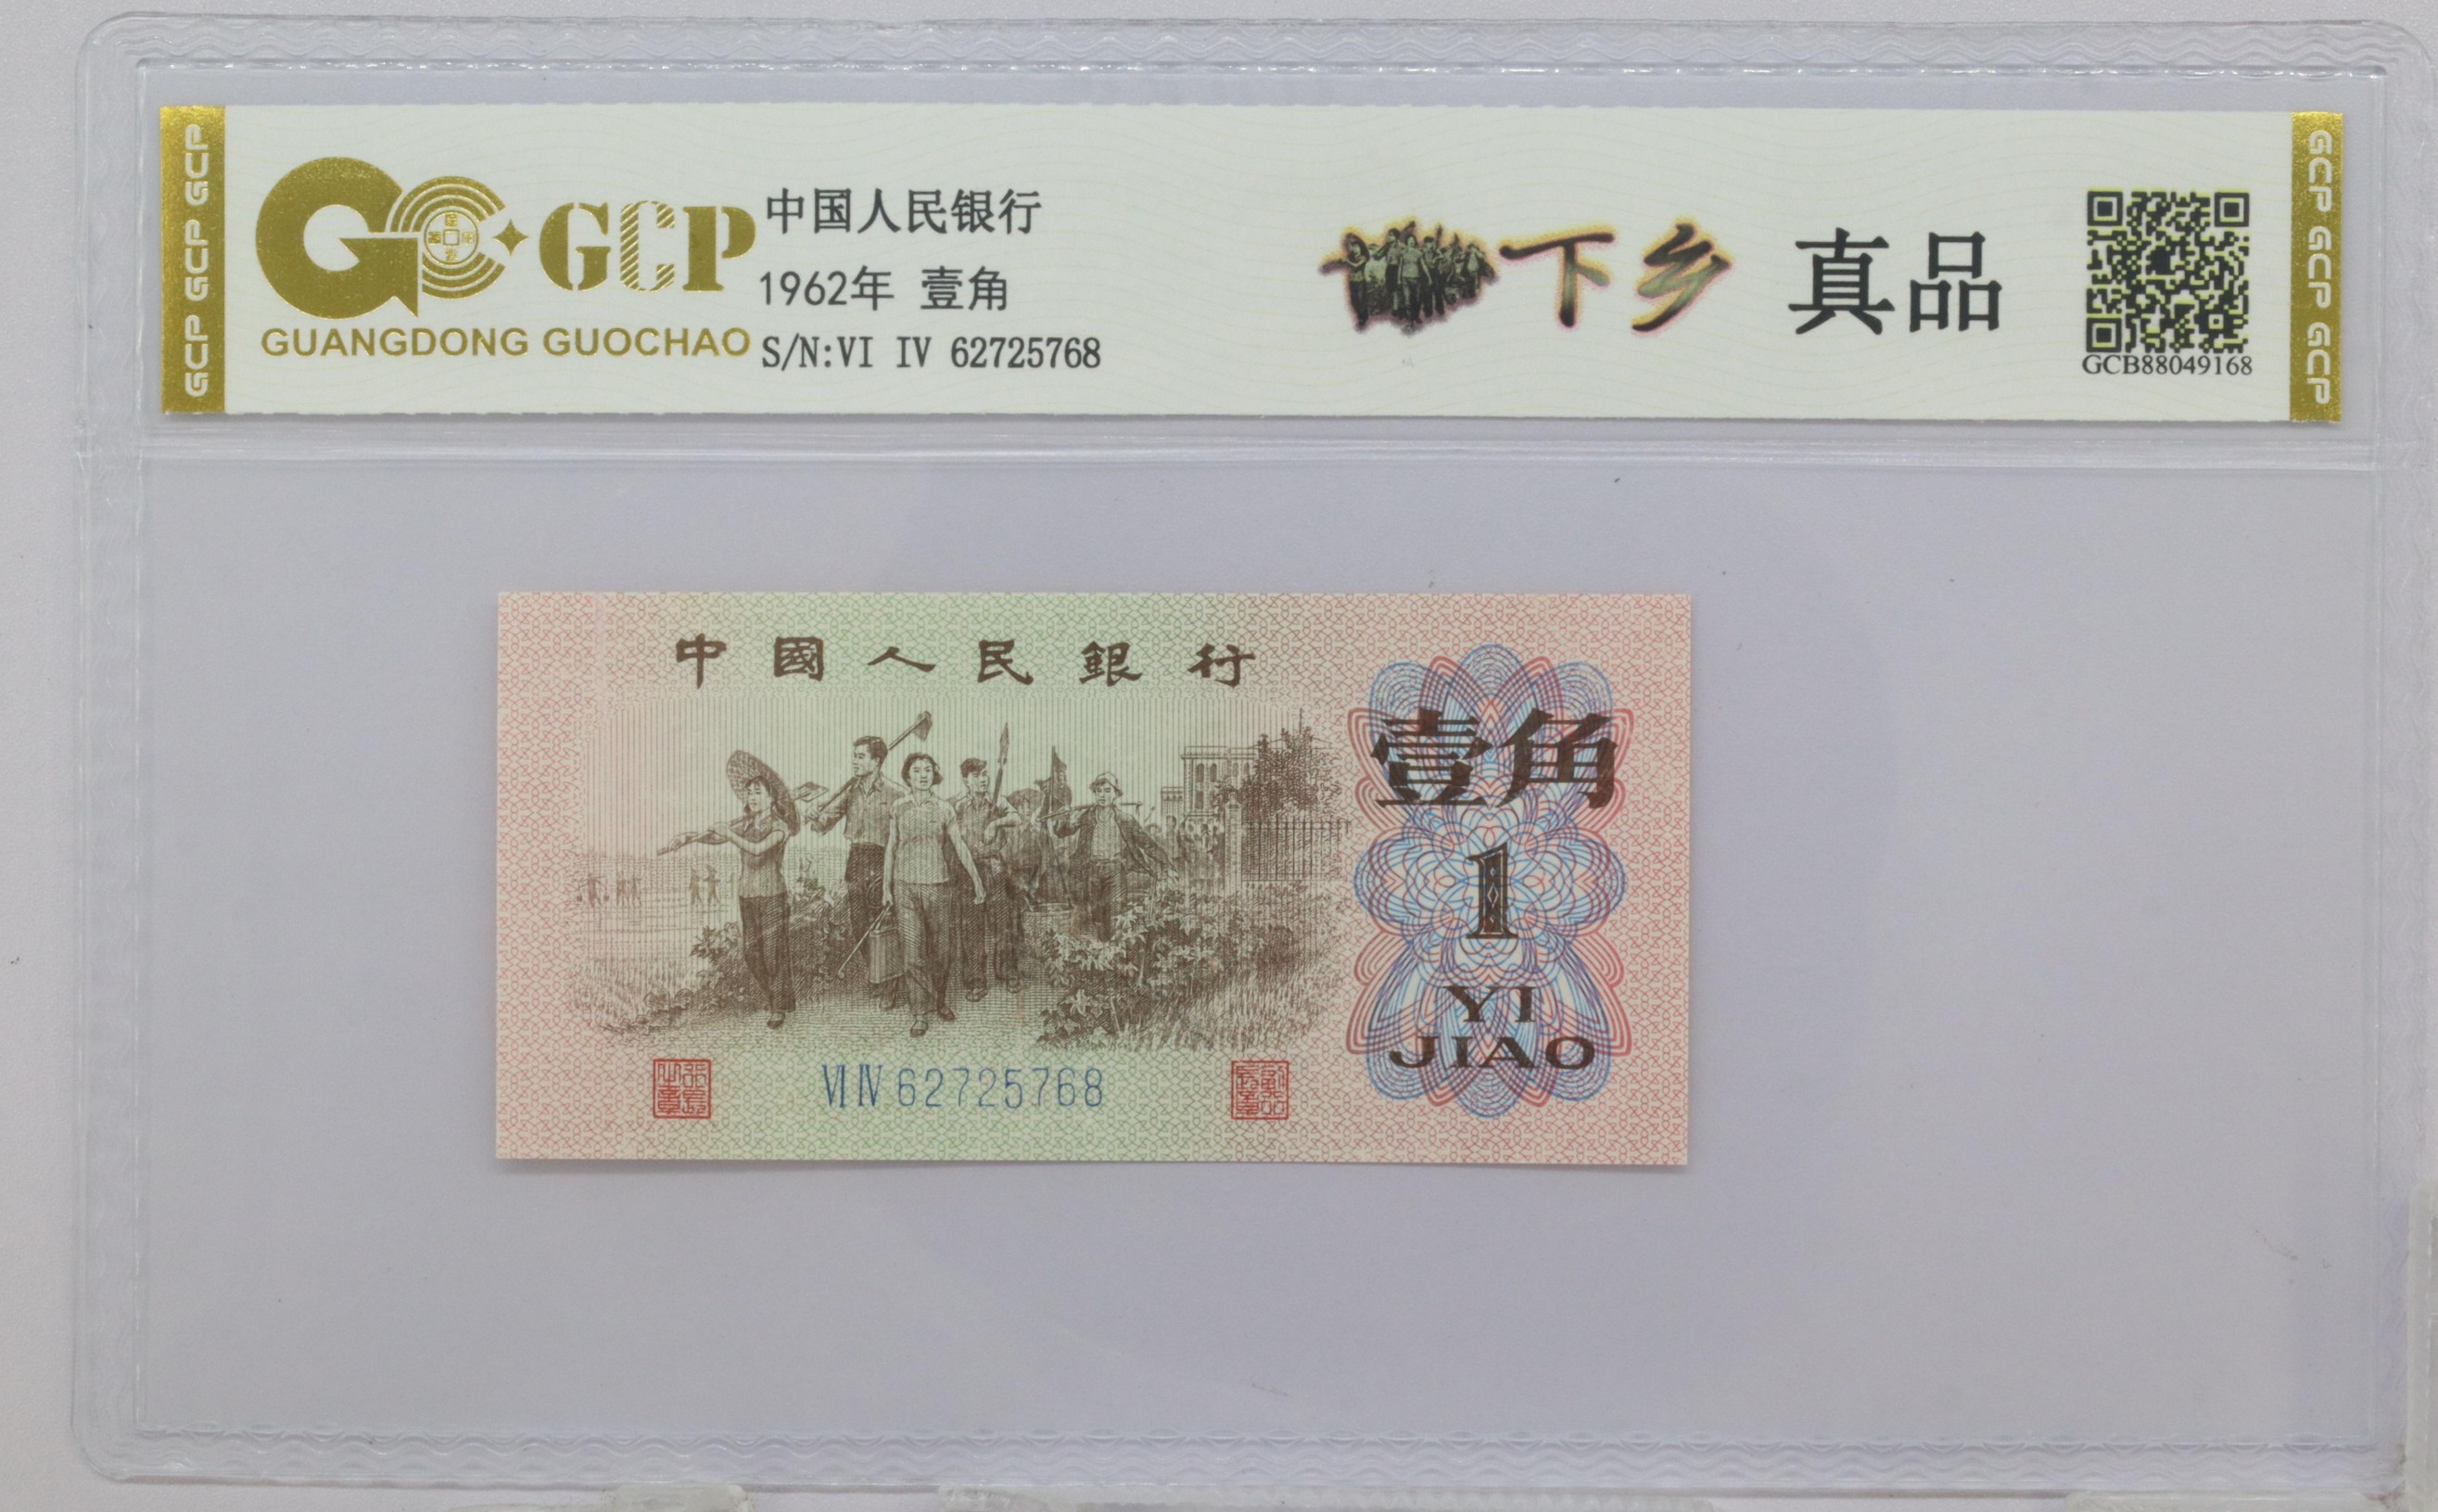 GCP GCP GCP
GCP
GUANGDONG GUOCHAO
中国人民银行
1962年 壹角
S/N:VI IV 62725768
下乡 真品
GCB88049168
GCP GCP GCP
中國人民銀行
壹角
1
YI
JIAO
VI IV 62725768